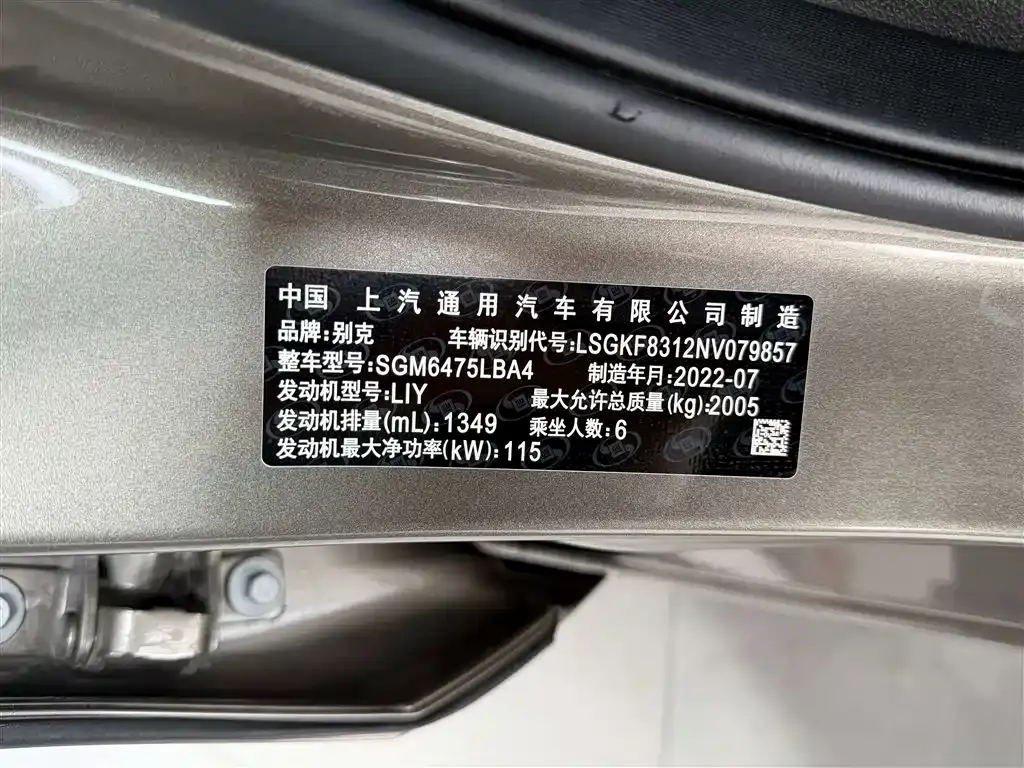 中国 上汽通用汽车有限公司制造
品牌:别克 车辆识别代号:LSGKF8312NV079857
整车型号:SGM6475LBA4 制造年月:2022-07
发动机型号:LIY 最大允许总质量(kg):2005
发动机排量(mL):1349 乘坐人数:6
发动机最大净功率(kW):115